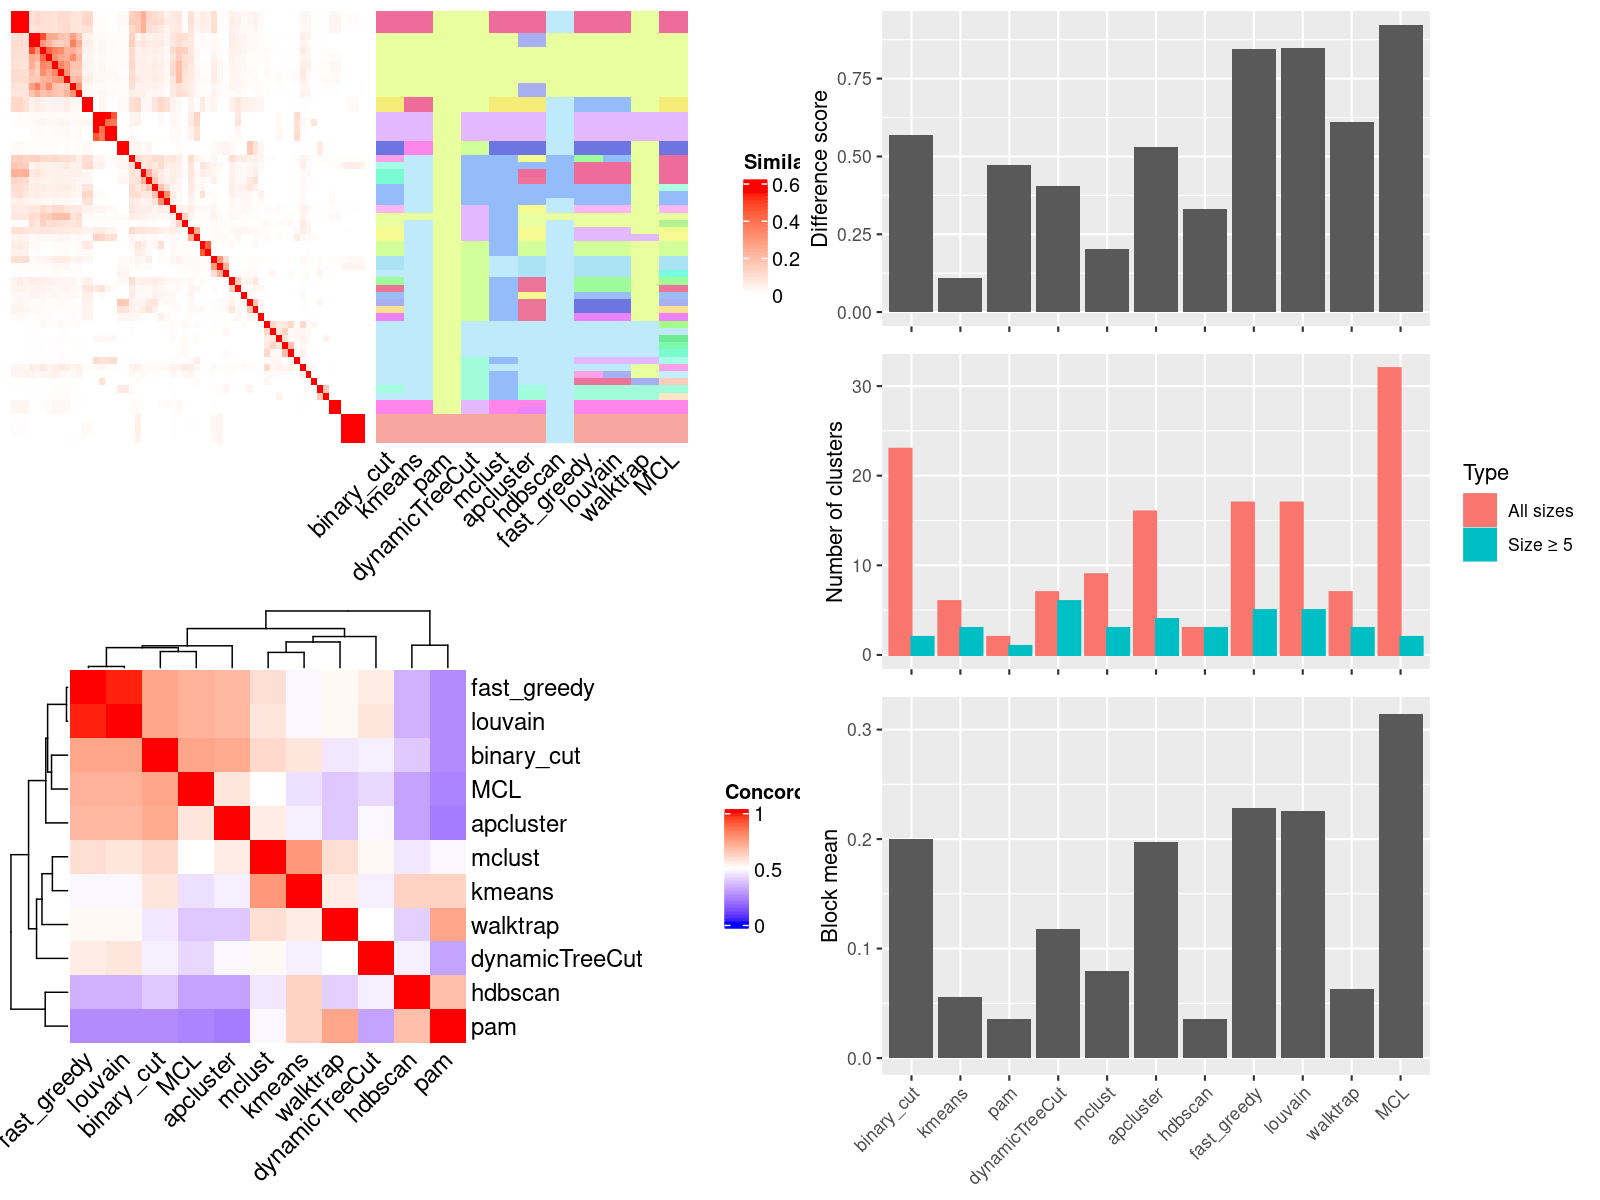 Simila
0.6
0.4
0.2
0
binary_cut
kmeans
pam
dynamicTreeCut
mclust
apcluster
hdbscan
fast_greedy
louvain
walktrap
MCL
Difference score
0.75
0.50
0.25
0.00
Number of clusters
30
20
10
0
Type
All sizes
Size ≥ 5
fast_greedy
louvain
binary_cut
MCL
apcluster
mclust
kmeans
walktrap
dynamicTreeCut
hdbscan
pam
Concord
1
0.5
0
fast_greedy
louvain
binary_cut
MCL
apcluster
mclust
kmeans
walktrap
dynamicTreeCut
hdbscan
pam
Block mean
0.3
0.2
0.1
0.0
binary_cut
kmeans
pam
dynamicTreeCut
mclust
apcluster
hdbscan
fast_greedy
louvain
walktrap
MCL